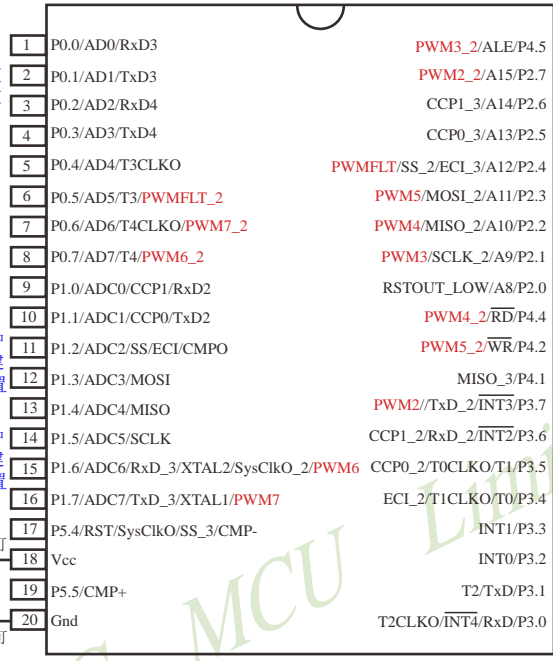 1 P0.0/AD0/RxD3 PWM3_2/ALE/P4.5
2 P0.1/AD1/TxD3 PWM2_2/A15/P2.7
3 P0.2/AD2/RxD4 CCP1_3/A14/P2.6
4 P0.3/AD3/TxD4 CCP0_3/A13/P2.5
5 P0.4/AD4/T3CLKO PWMFLT/SS_2/ECI_3/A12/P2.4
6 P0.5/AD5/T3/PWMFLT_2 PWM5/MOSI_2/A11/P2.3
7 P0.6/AD6/T4CLKO/PWM7_2 PWM4/MISO_2/A10/P2.2
8 P0.7/AD7/T4/PWM6_2 PWM3/SCLK_2/A9/P2.1
9 P1.0/ADC0/CCP1/RxD2 RSTOUT_LOW/A8/P2.0
10 P1.1/ADC1/CCP0/TxD2 PWM4_2/RD/P4.4
11 P1.2/ADC2/SS/ECI/CMPO PWM5_2/WR/P4.2
12 P1.3/ADC3/MOSI MISO_3/P4.1
13 P1.4/ADC4/MISO PWM2//TxD_2/INT3/P3.7
14 P1.5/ADC5/SCLK CCP1_2/RxD_2/INT2/P3.6
15 P1.6/ADC6/RxD_3/XTAL2/SysClkO_2/PWM6 CCP0_2/T0CLKO/T1/P3.5
16 P1.7/ADC7/TxD_3/XTAL1/PWM7 ECI_2/T1CLKO/T0/P3.4
17 P5.4/RST/SysClkO/SS_3/CMP- INT1/P3.3
18 Vcc INT0/P3.2
19 P5.5/CMP+ T2/TxD/P3.1
20 Gnd T2CLKO/INT4/RxD/P3.0
MCU